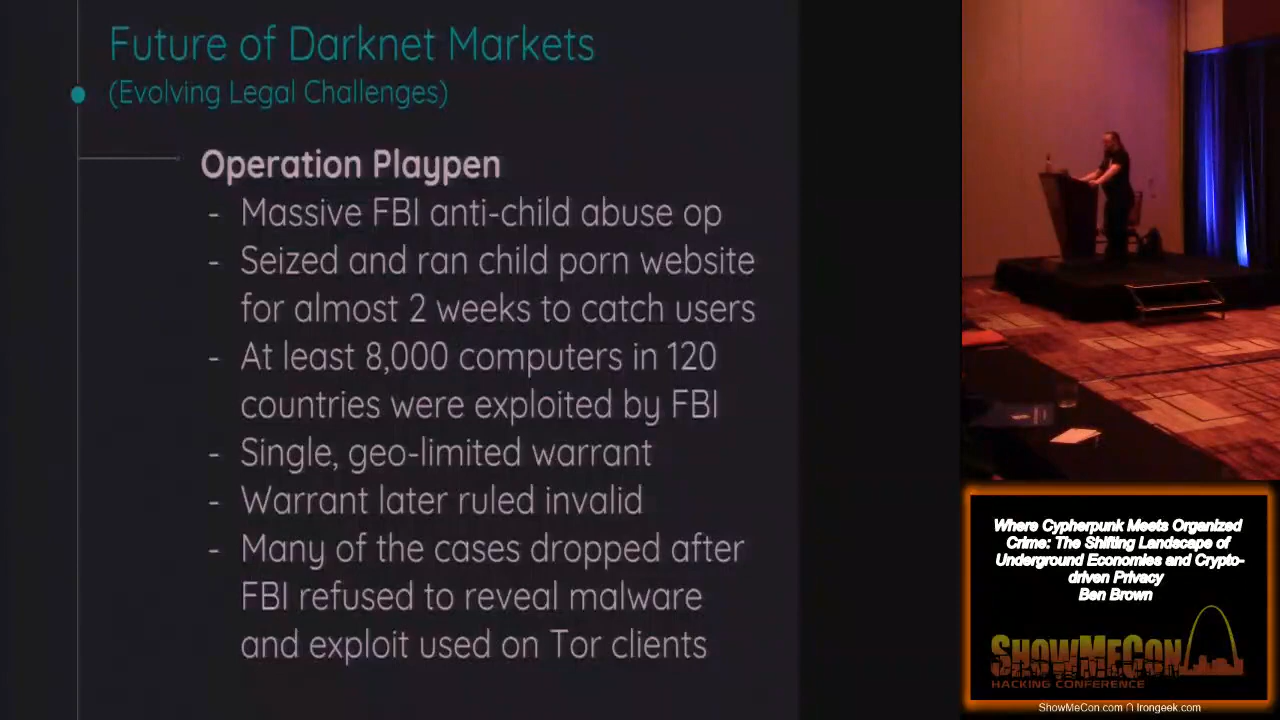 Future of Darknet Markets
(Evolving Legal Challenges)
Operation Playpen
- Massive FBI anti-child abuse op
- Seized and ran child porn website
for almost 2 weeks to catch users
- At least 8,000 computers in 120
countries were exploited by FBI
- Single, geo-limited warrant
- Warrant later ruled invalid
- Many of the cases dropped after
FBI refused to reveal malware
and exploit used on Tor clients
Where Cypherpunk Meets Organized
Crime: The Shifting Landscape of
Underground Economies and Crypto-
driven Privacy
Ben Brown
SHOWMECON
HACKING CONFERENCE
ShowMeCon.com ∩ Irongeek.com